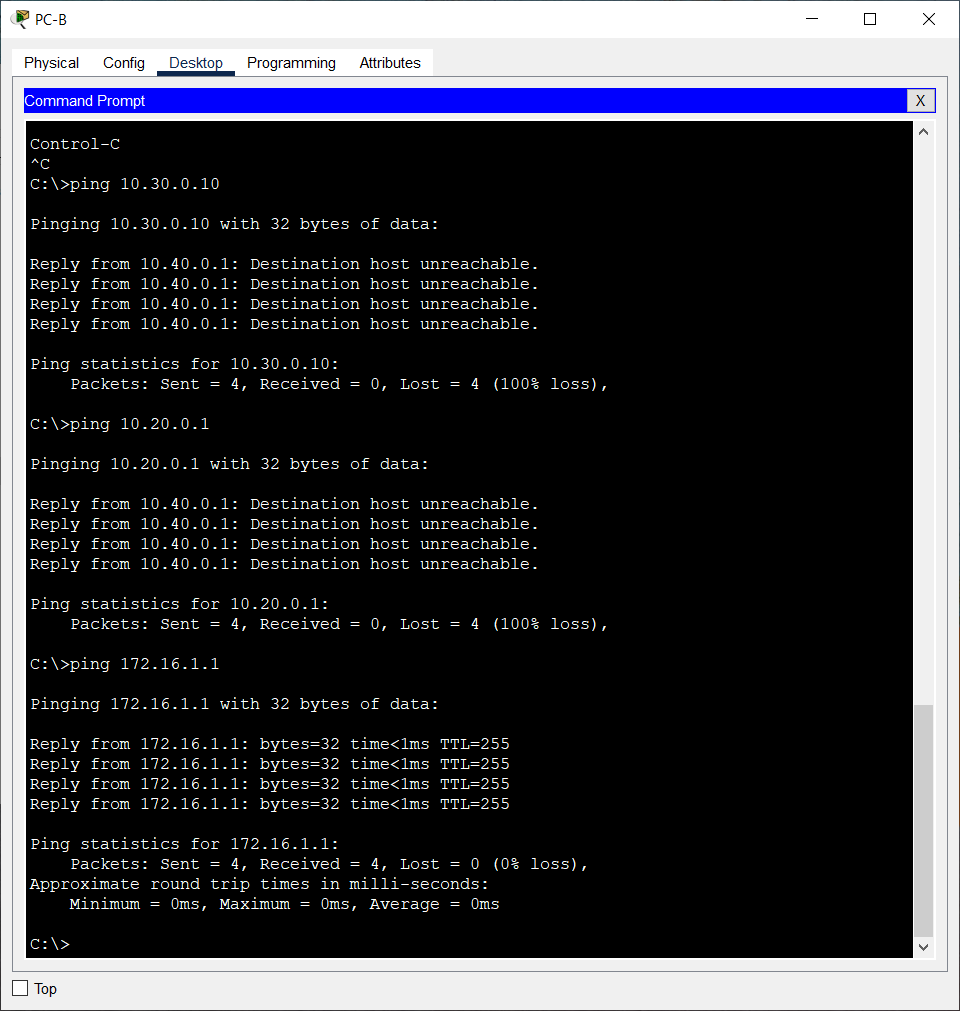 PC-B
Physical Config Desktop Programming Attributes
Command Prompt X
Control-C
^C
C:\>ping 10.30.0.10
Pinging 10.30.0.10 with 32 bytes of data:
Reply from 10.40.0.1: Destination host unreachable.
Reply from 10.40.0.1: Destination host unreachable.
Reply from 10.40.0.1: Destination host unreachable.
Reply from 10.40.0.1: Destination host unreachable.
Ping statistics for 10.30.0.10:
    Packets: Sent = 4, Received = 0, Lost = 4 (100% loss),
C:\>ping 10.20.0.1
Pinging 10.20.0.1 with 32 bytes of data:
Reply from 10.40.0.1: Destination host unreachable.
Reply from 10.40.0.1: Destination host unreachable.
Reply from 10.40.0.1: Destination host unreachable.
Reply from 10.40.0.1: Destination host unreachable.
Ping statistics for 10.20.0.1:
    Packets: Sent = 4, Received = 0, Lost = 4 (100% loss),
C:\>ping 172.16.1.1
Pinging 172.16.1.1 with 32 bytes of data:
Reply from 172.16.1.1: bytes=32 time<1ms TTL=255
Reply from 172.16.1.1: bytes=32 time<1ms TTL=255
Reply from 172.16.1.1: bytes=32 time<1ms TTL=255
Reply from 172.16.1.1: bytes=32 time<1ms TTL=255
Ping statistics for 172.16.1.1:
    Packets: Sent = 4, Received = 4, Lost = 0 (0% loss),
Approximate round trip times in milli-seconds:
    Minimum = 0ms, Maximum = 0ms, Average = 0ms
C:\>
Top